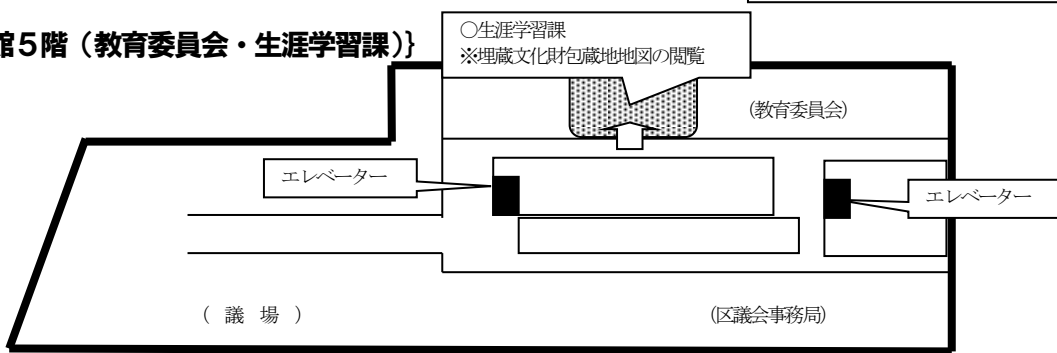 館5階（教育委員会・生涯学習課)}
○生涯学習課
※埋蔵文化財包蔵地地図の閲覧
(教育委員会)
エレベーター
エレベーター
（ 議 場 ）
(区議会事務局)